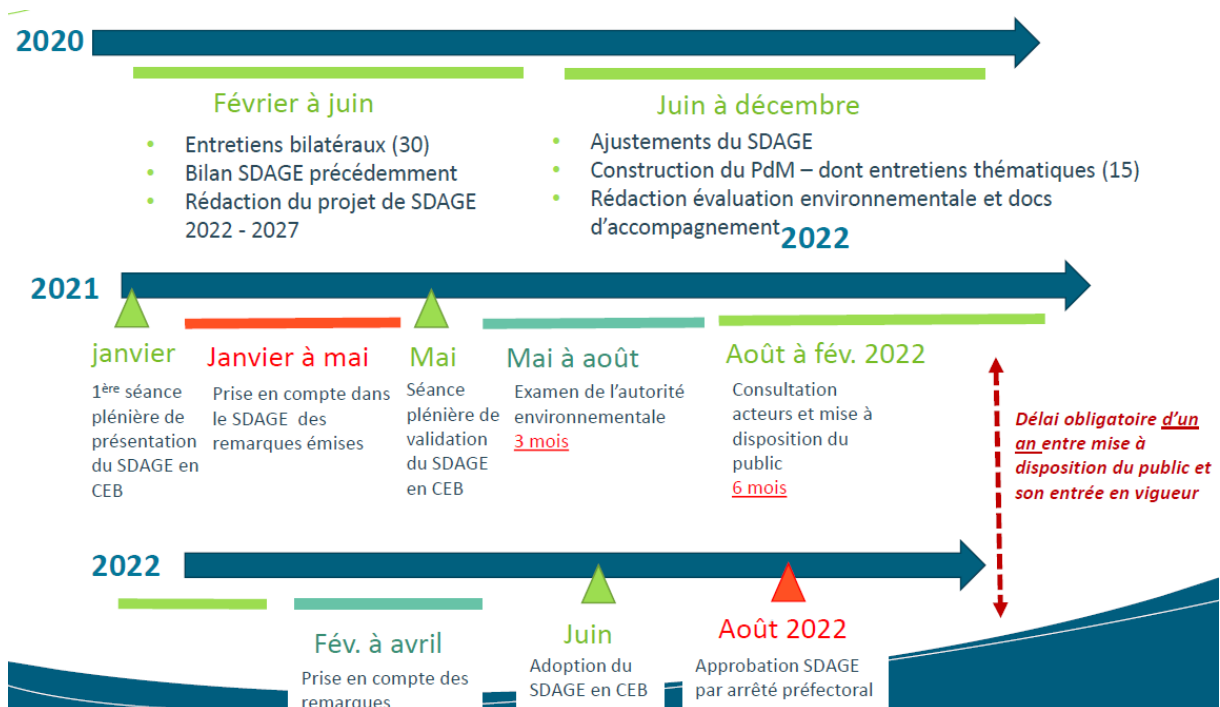 2020
Février à juin
• Entretiens bilatéraux (30)
• Bilan SDAGE précédemment
• Rédaction du projet de SDAGE
2022 - 2027
Juin à décembre
• Ajustements du SDAGE
• Construction du PdM – dont entretiens thématiques (15)
• Rédaction évaluation environnementale et docs
d’accompagnement
2022
2021
janvier
1ère séance
plénière de
présentation
du SDAGE en
CEB
Janvier à mai
Prise en compte dans
le SDAGE des
remarques émises
Mai
Séance
plénière de
validation
du SDAGE
en CEB
Mai à août
Examen de l’autorité
environnementale
3 mois
Août à fév. 2022
Consultation
acteurs et mise à
disposition du
public
6 mois
Délai obligatoire d’un
an entre mise à
disposition du public et
son entrée en vigueur
2022
Fév. à avril
Prise en compte des
remarques
Juin
Adoption du
SDAGE en CEB
Août 2022
Approbation SDAGE
par arrêté préfectoral